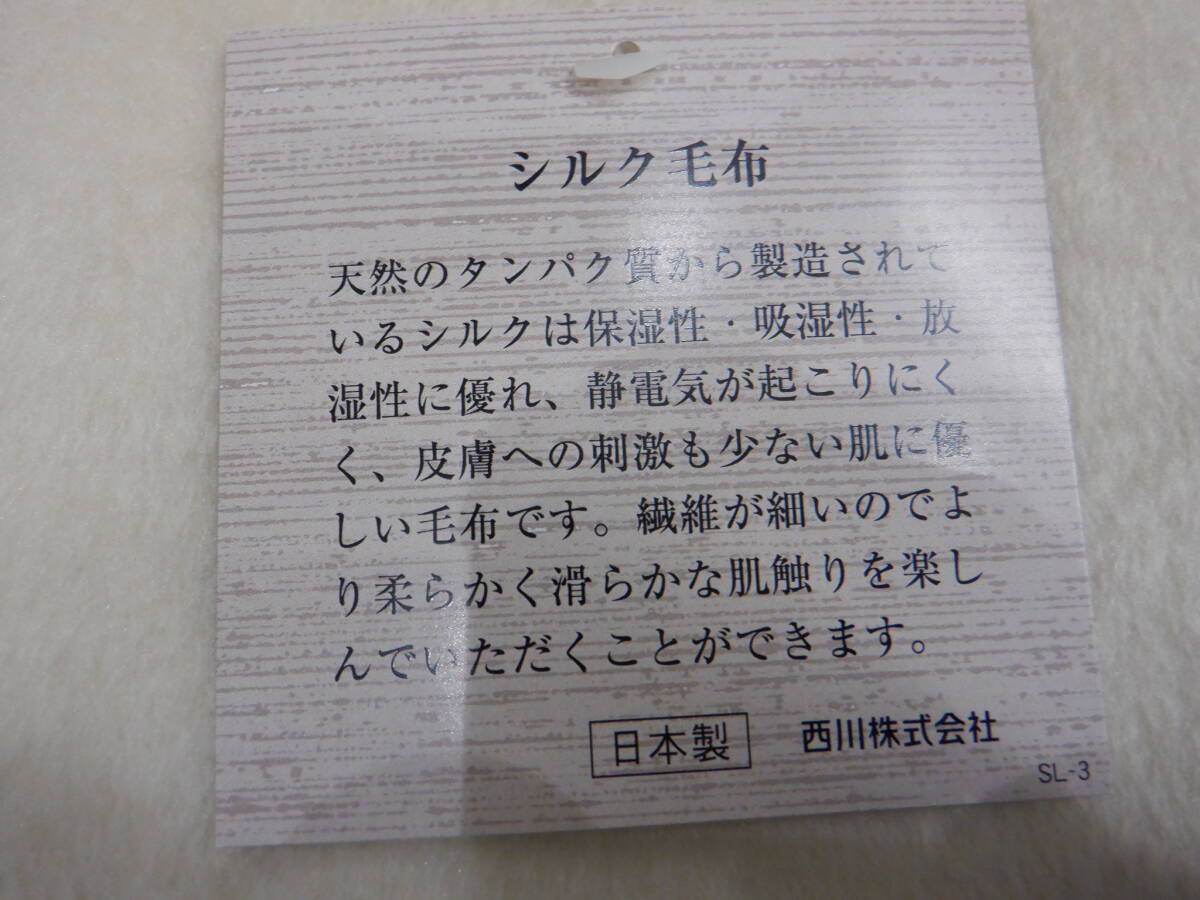 シルク毛布
天然のタンパク質から製造されて
いるシルクは保湿性・吸湿性・放
湿性に優れ、静電気が起こりにく
く、皮膚への刺激も少ない肌に優
しい毛布です。繊維が細いのでよ
り柔らかく滑らかな肌触りを楽し
んでいただくことができます。
日本製 西川株式会社
SL-3